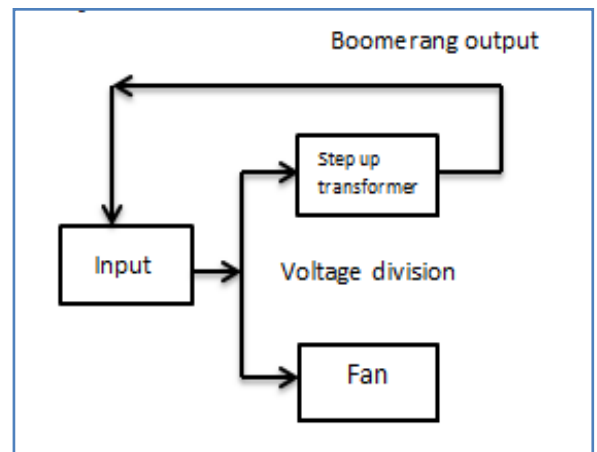 Boomerang output
Step up
transformer
Input
Voltage division
Fan